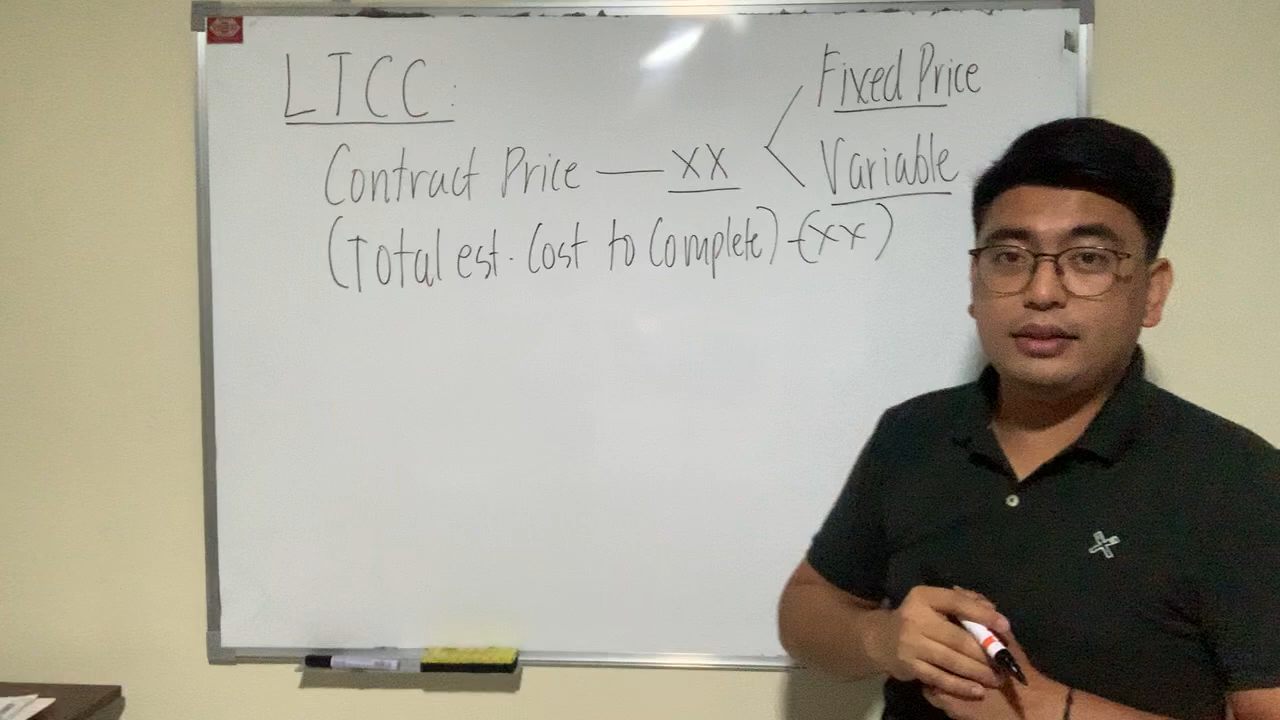 LTCC:
Contract Price — XX < Fixed Price
Variable
(Total est. Cost to Complete) - (XX)